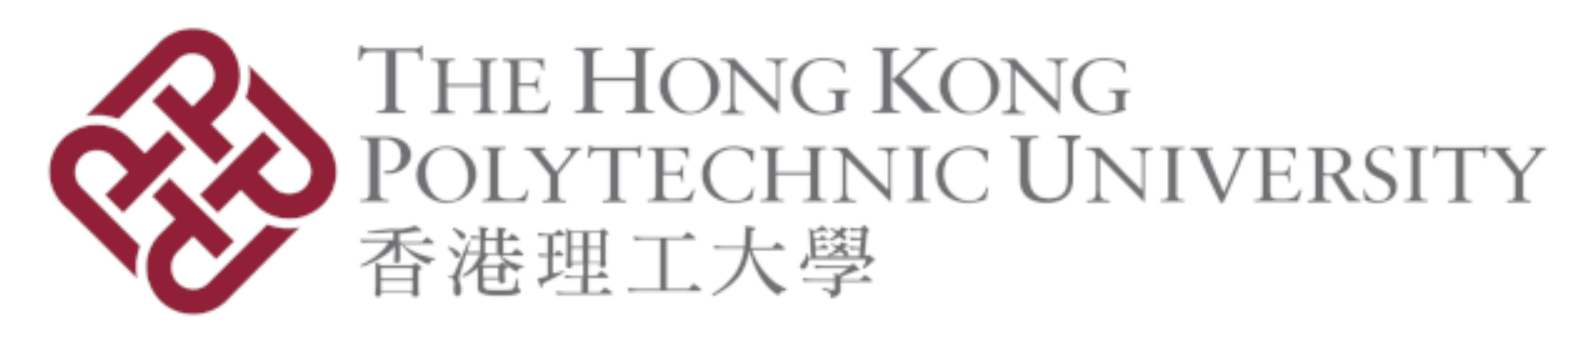 THE HONG KONG
POLYTECHNIC UNIVERSITY
香港理工大學